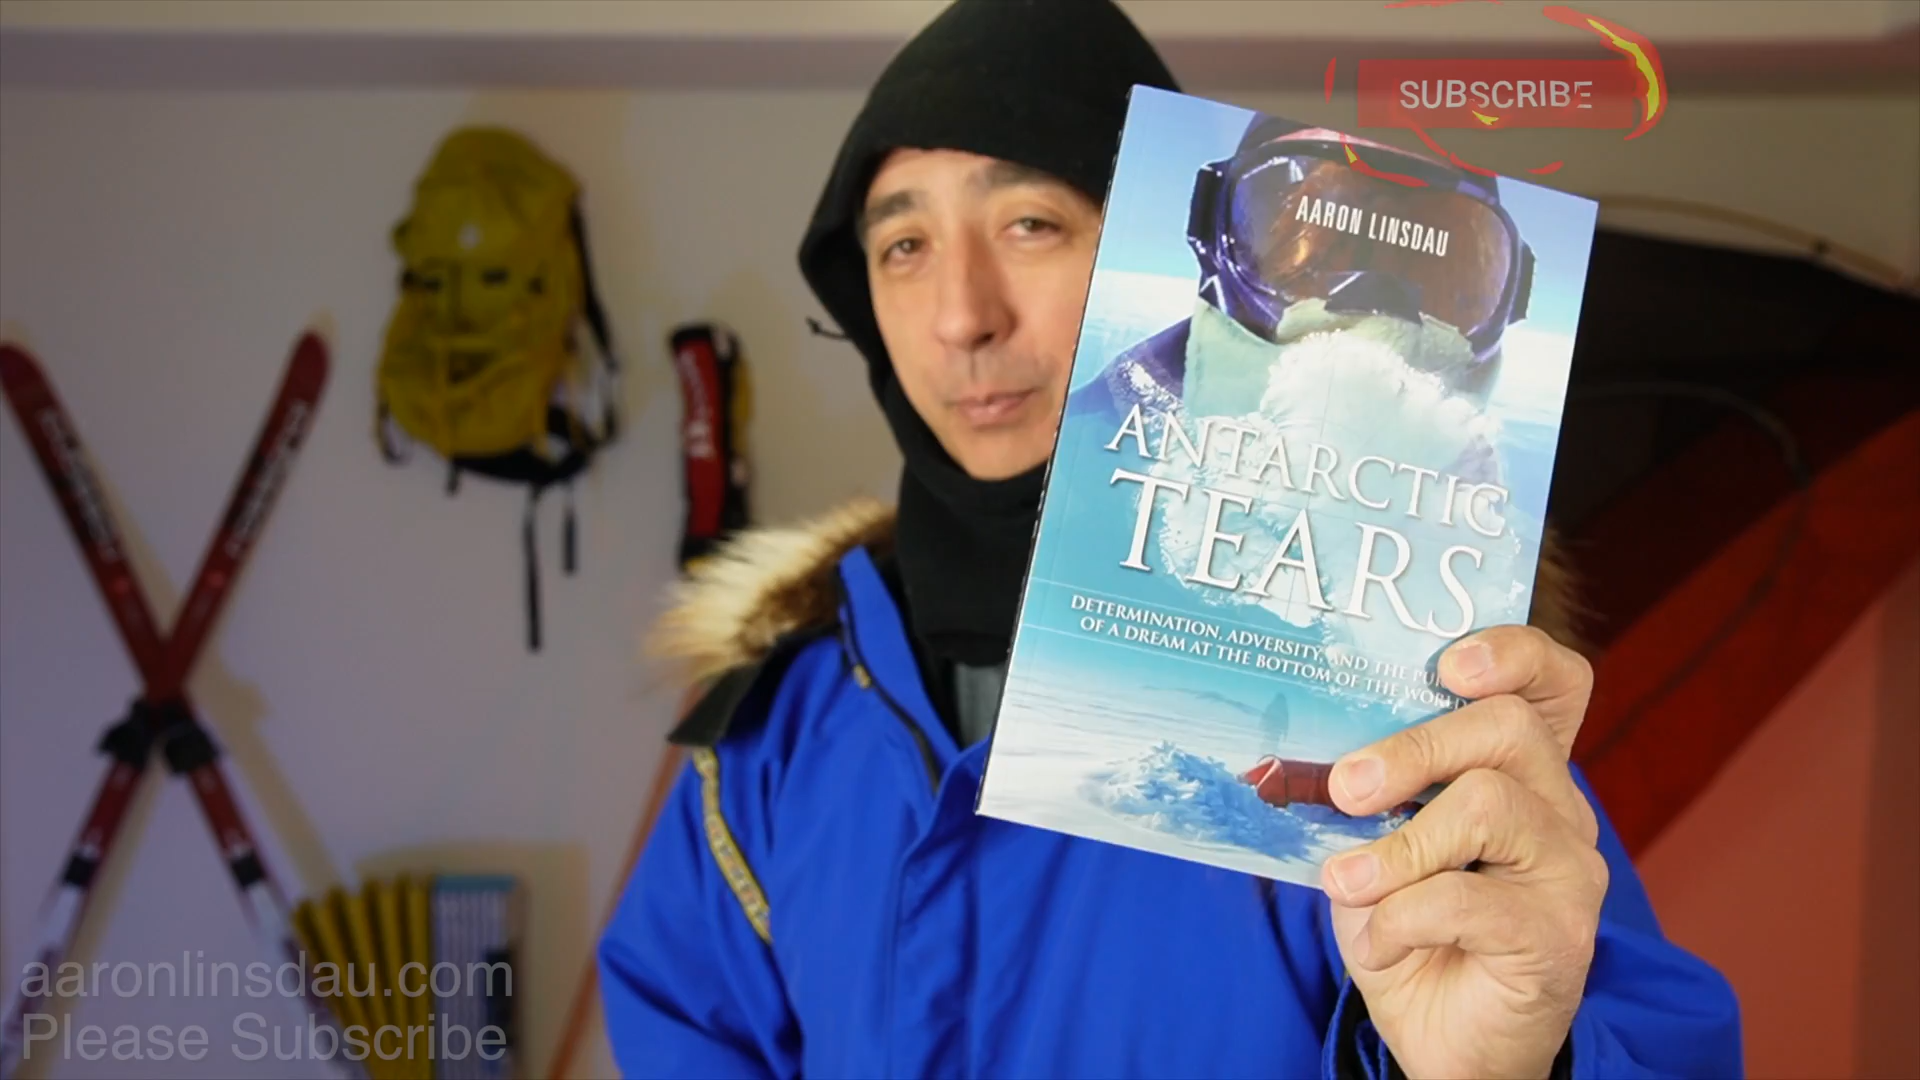 SUBSCRIBE
AARON LINSDAU
ANTARCTIC
TEARS
DETERMINATION, ADVERSITY, AND THE
OF A DREAM AT THE BOTTOM OF THE WORLD
aaronlinsdau.com
Please Subscribe